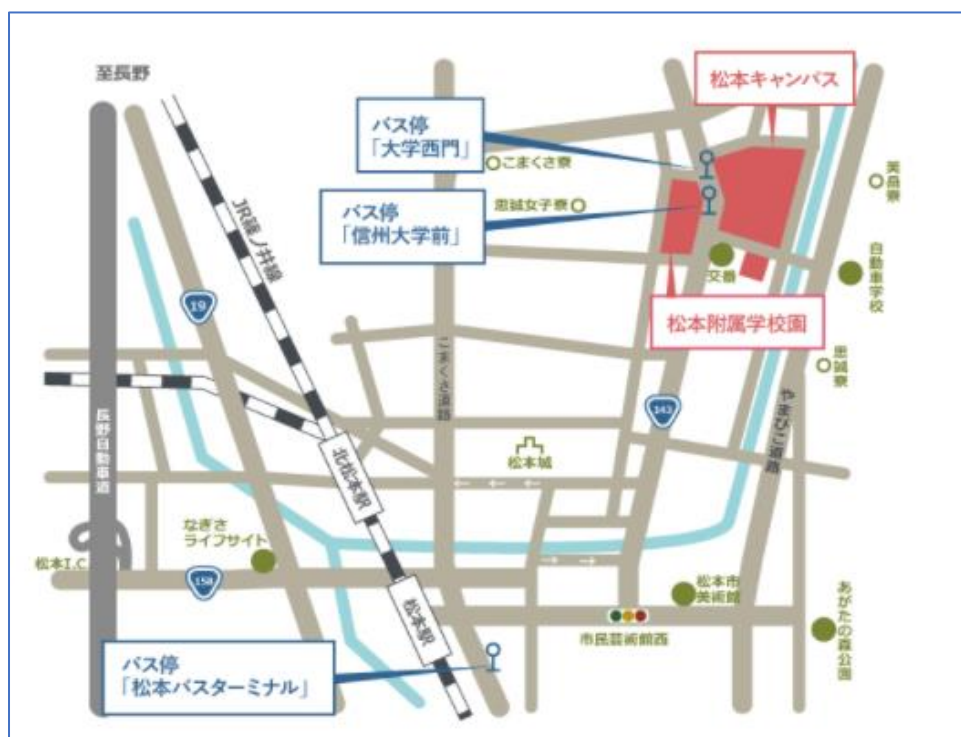 至長野
松本キャンパス
バス停
「大学西門」
こまくさ寮
美岳寮
忠誠女子寮
バス停
「信州大学前」
JR篠ノ井線
交番
自動車学校
19
松本附属学校園
こまくさ道路
思誠寮
143
やまびこ道路
長野自動車道
松本城
北松本駅
なぎさ
ライフサイト
松本I.C.
158
松本駅
松本市
美術館
あがたの森公園
市民芸術館西
バス停
「松本バスターミナル」